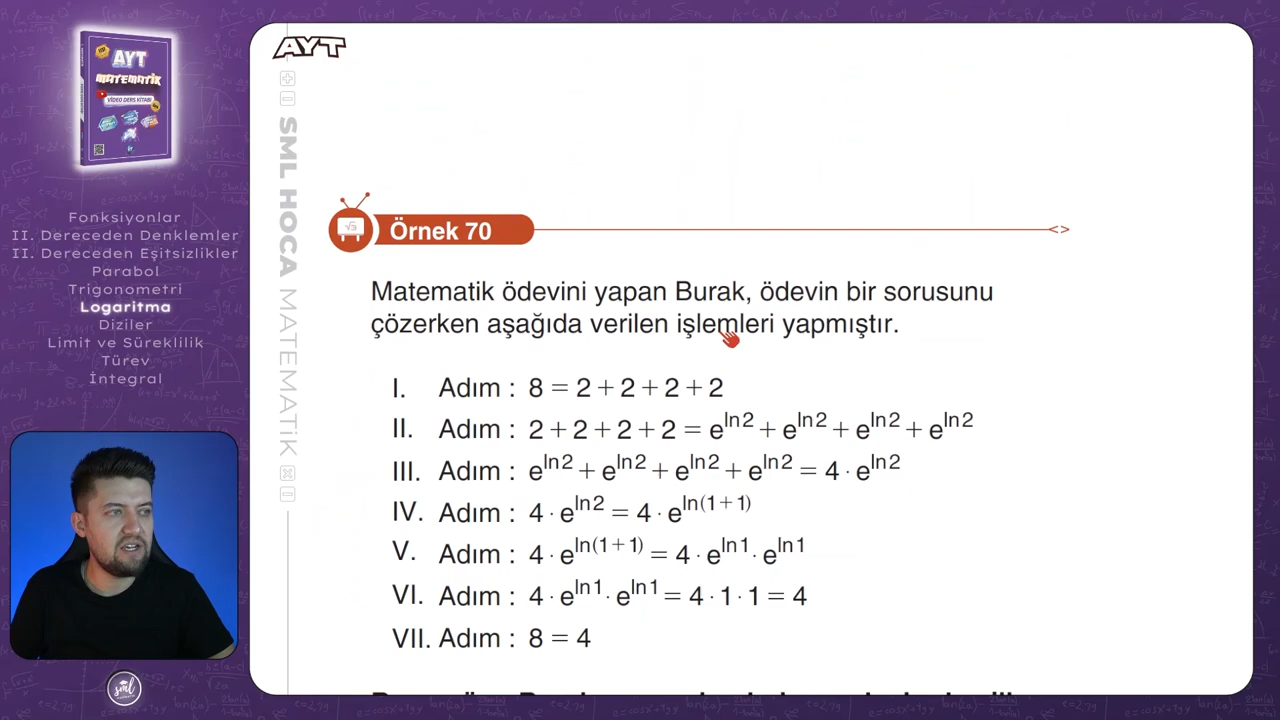 AYT
MATEMATİK
VİDEO DERS KİTABI
Fonksiyonlar
II. Dereceden Denklemler
II. Dereceden Eşitsizlikler
Parabol
Trigonometri
Logaritma
Diziler
Limit ve Süreklilik
Türev
İntegral
sml
AYT
SML HOCA MATEMATİK
√3
Örnek 70
Matematik ödevini yapan Burak, ödevin bir sorusunu
çözerken aşağıda verilen işlemleri yapmıştır.
I. Adım : 8 = 2 + 2 + 2 + 2
II. Adım : 2 + 2 + 2 + 2 = e^ln2 + e^ln2 + e^ln2 + e^ln2
III. Adım : e^ln2 + e^ln2 + e^ln2 + e^ln2 = 4 · e^ln2
IV. Adım : 4 · e^ln2 = 4 · e^ln(1 + 1)
V. Adım : 4 · e^ln(1 + 1) = 4 · e^ln1 · e^ln1
VI. Adım : 4 · e^ln1 · e^ln1 = 4 · 1 · 1 = 4
VII. Adım : 8 = 4